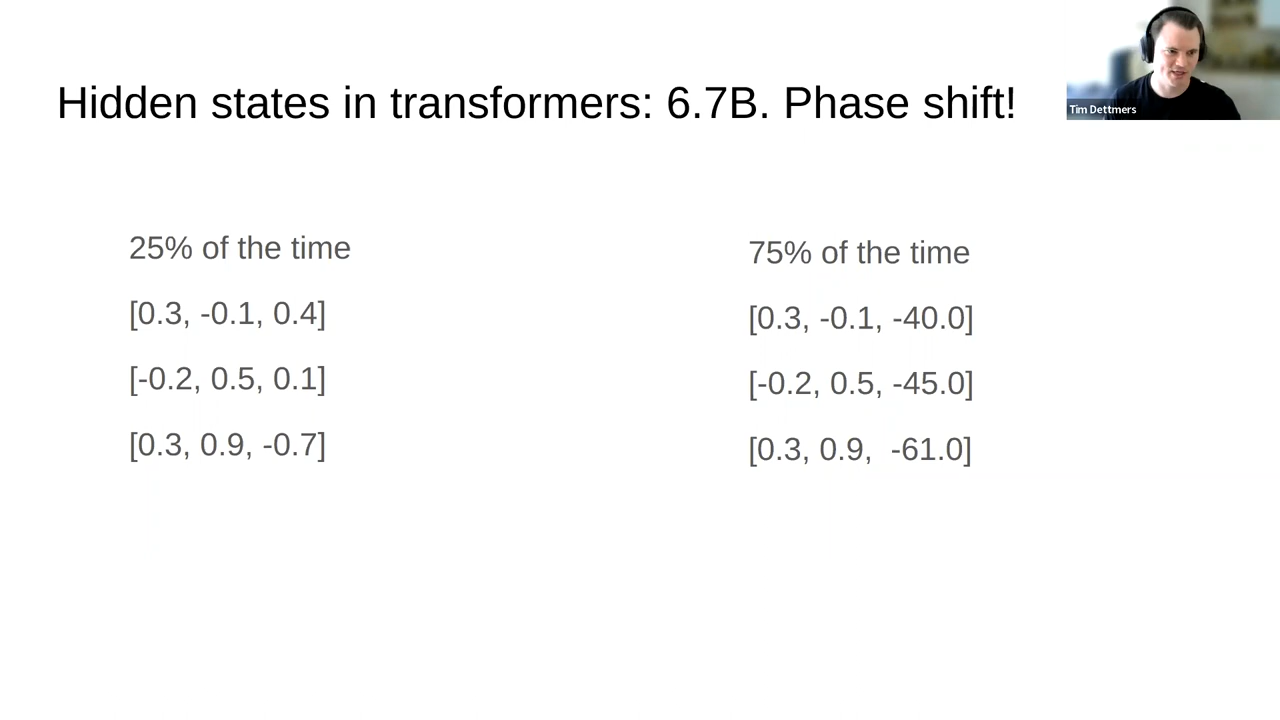 Hidden states in transformers: 6.7B. Phase shift!
Tim Dettmers
25% of the time
[0.3, -0.1, 0.4]
[-0.2, 0.5, 0.1]
[0.3, 0.9, -0.7]
75% of the time
[0.3, -0.1, -40.0]
[-0.2, 0.5, -45.0]
[0.3, 0.9,  -61.0]